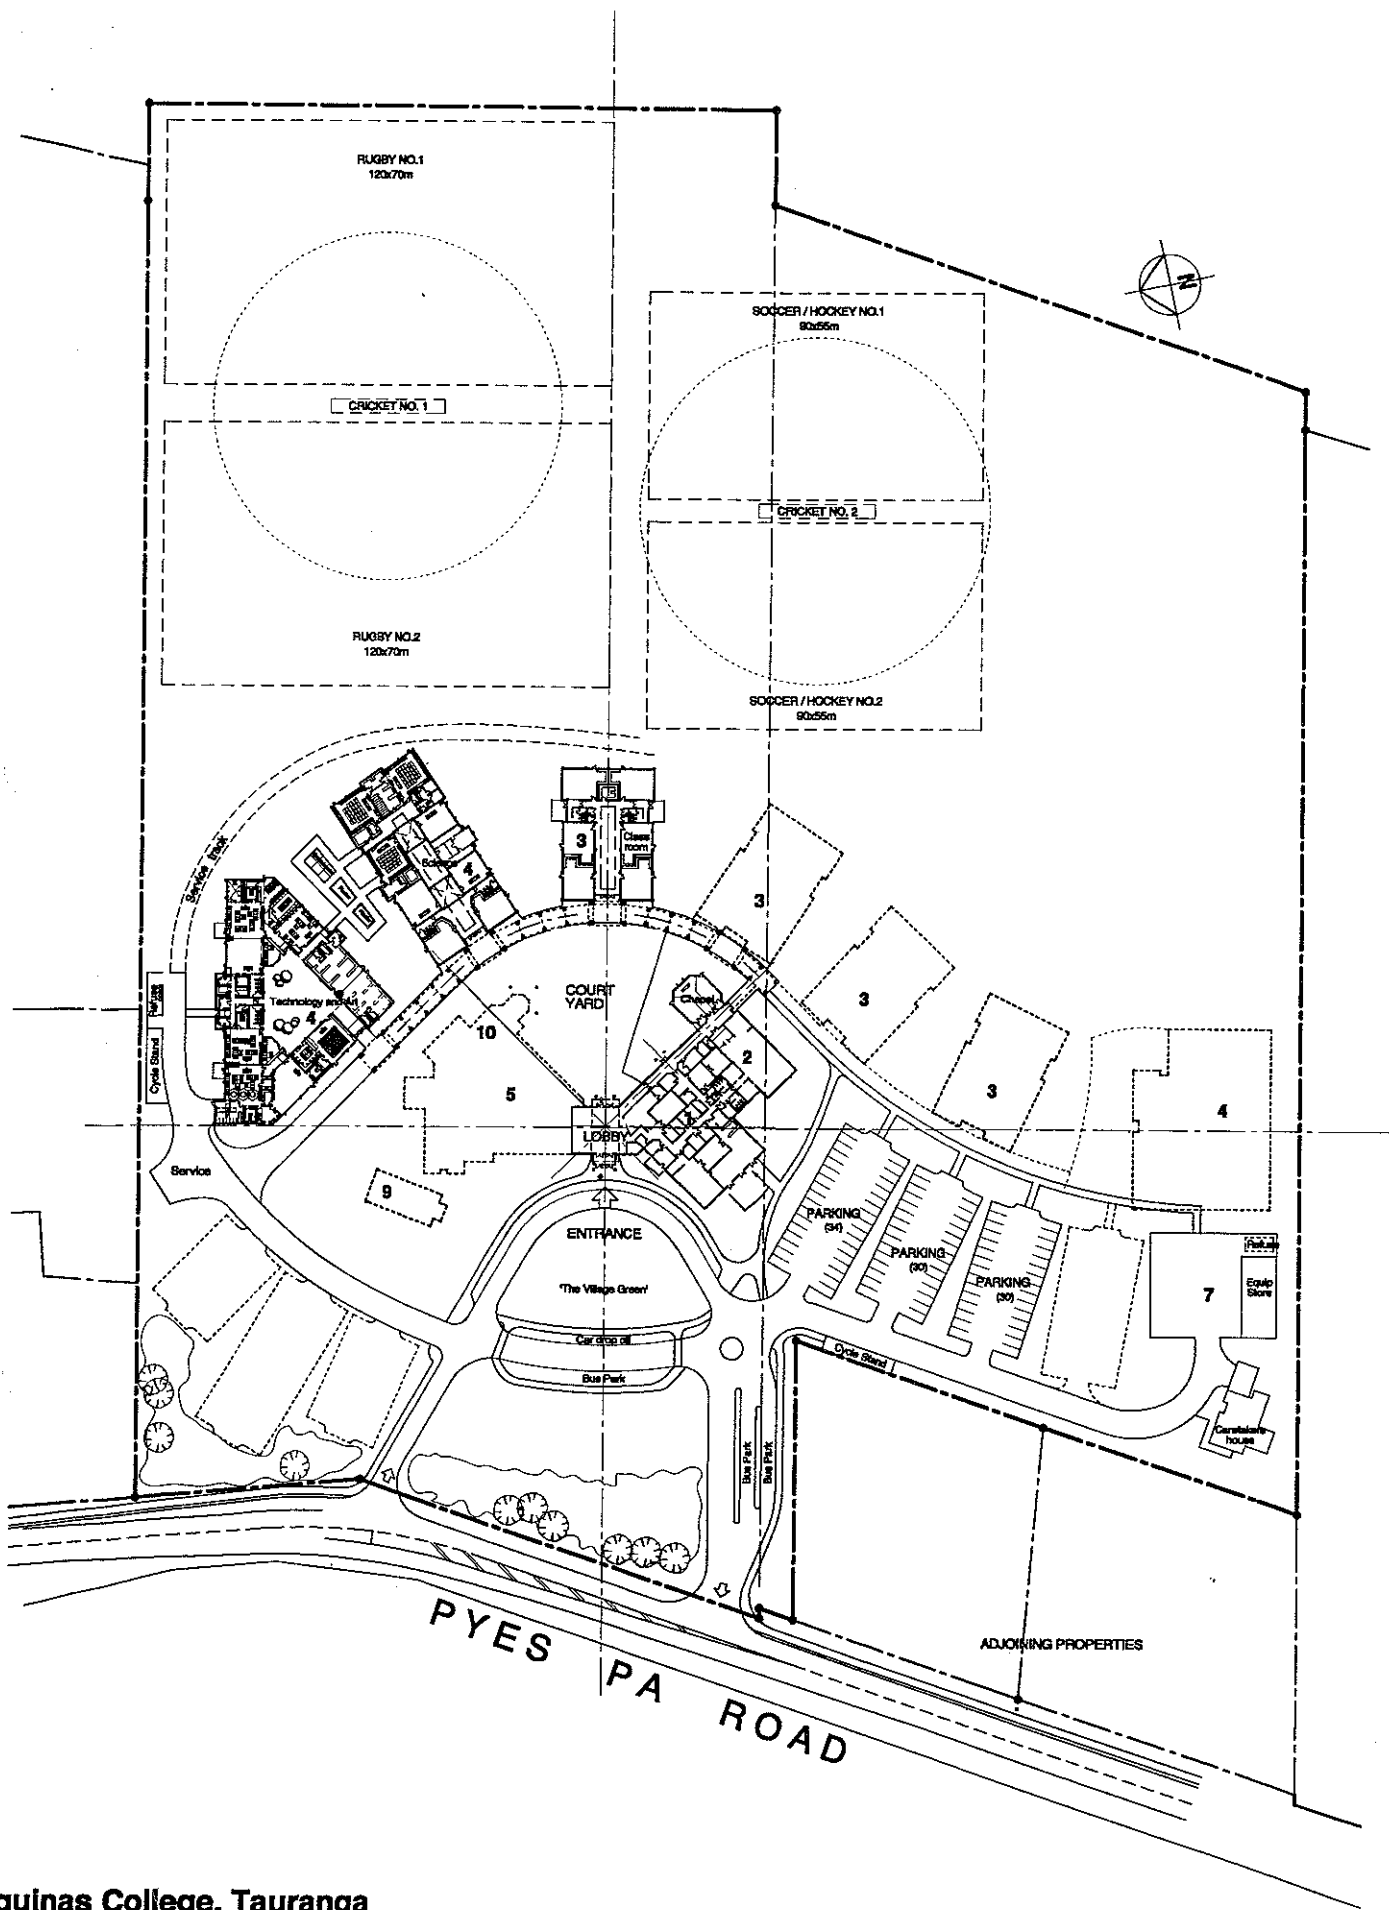 RUGBY NO.1
120x70m
N
SOCCER / HOCKEY NO.1
90x55m
CRICKET NO. 1
CRICKET NO. 2
RUGBY NO.2
120x70m
SOCCER / HOCKEY NO.2
90x55m
Service track
Science
4
3
Class
room
3
3
3
4
COURT
YARD
Chapel
Technology and Art
4
Refuse
Cycle Stand
10
2
5
LOBBY
9
Service
ENTRANCE
'The Village Green'
Car drop off
Bus Park
PARKING
(34)
PARKING
(30)
PARKING
(30)
Refuse
Equip
Store
7
Cycle Stand
Caretakers
house
Bus Park
Bus Park
ADJOINING PROPERTIES
PYES PA ROAD
quinas College, Tauranga